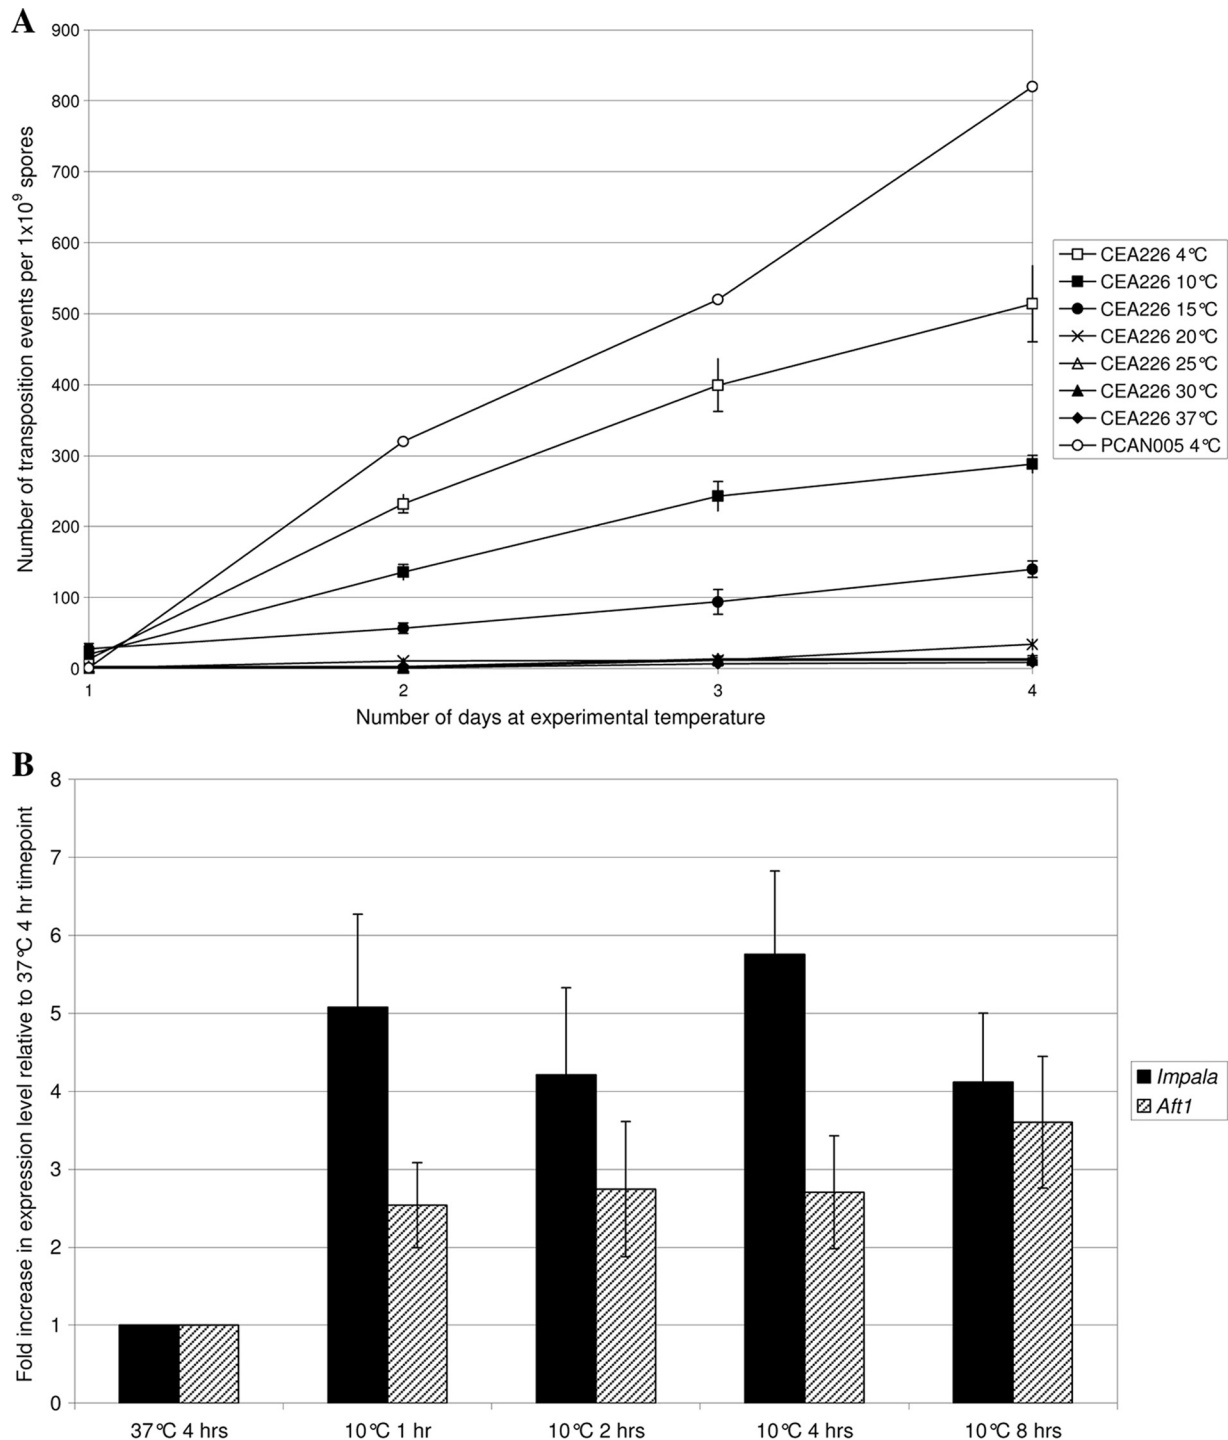 A
900
800
700
600
500
400
300
200
100
0
Number of transposition events per 1x10⁹ spores
1 2 3 4
Number of days at experimental temperature
CEA226 4°C
CEA226 10°C
CEA226 15°C
CEA226 20°C
CEA226 25°C
CEA226 30°C
CEA226 37°C
PCAN005 4°C
B
8
7
6
5
4
3
2
1
0
Fold increase in expression level relative to 37°C 4 hr timepoint
37°C 4 hrs 10°C 1 hr 10°C 2 hrs 10°C 4 hrs 10°C 8 hrs
Impala
Aft1